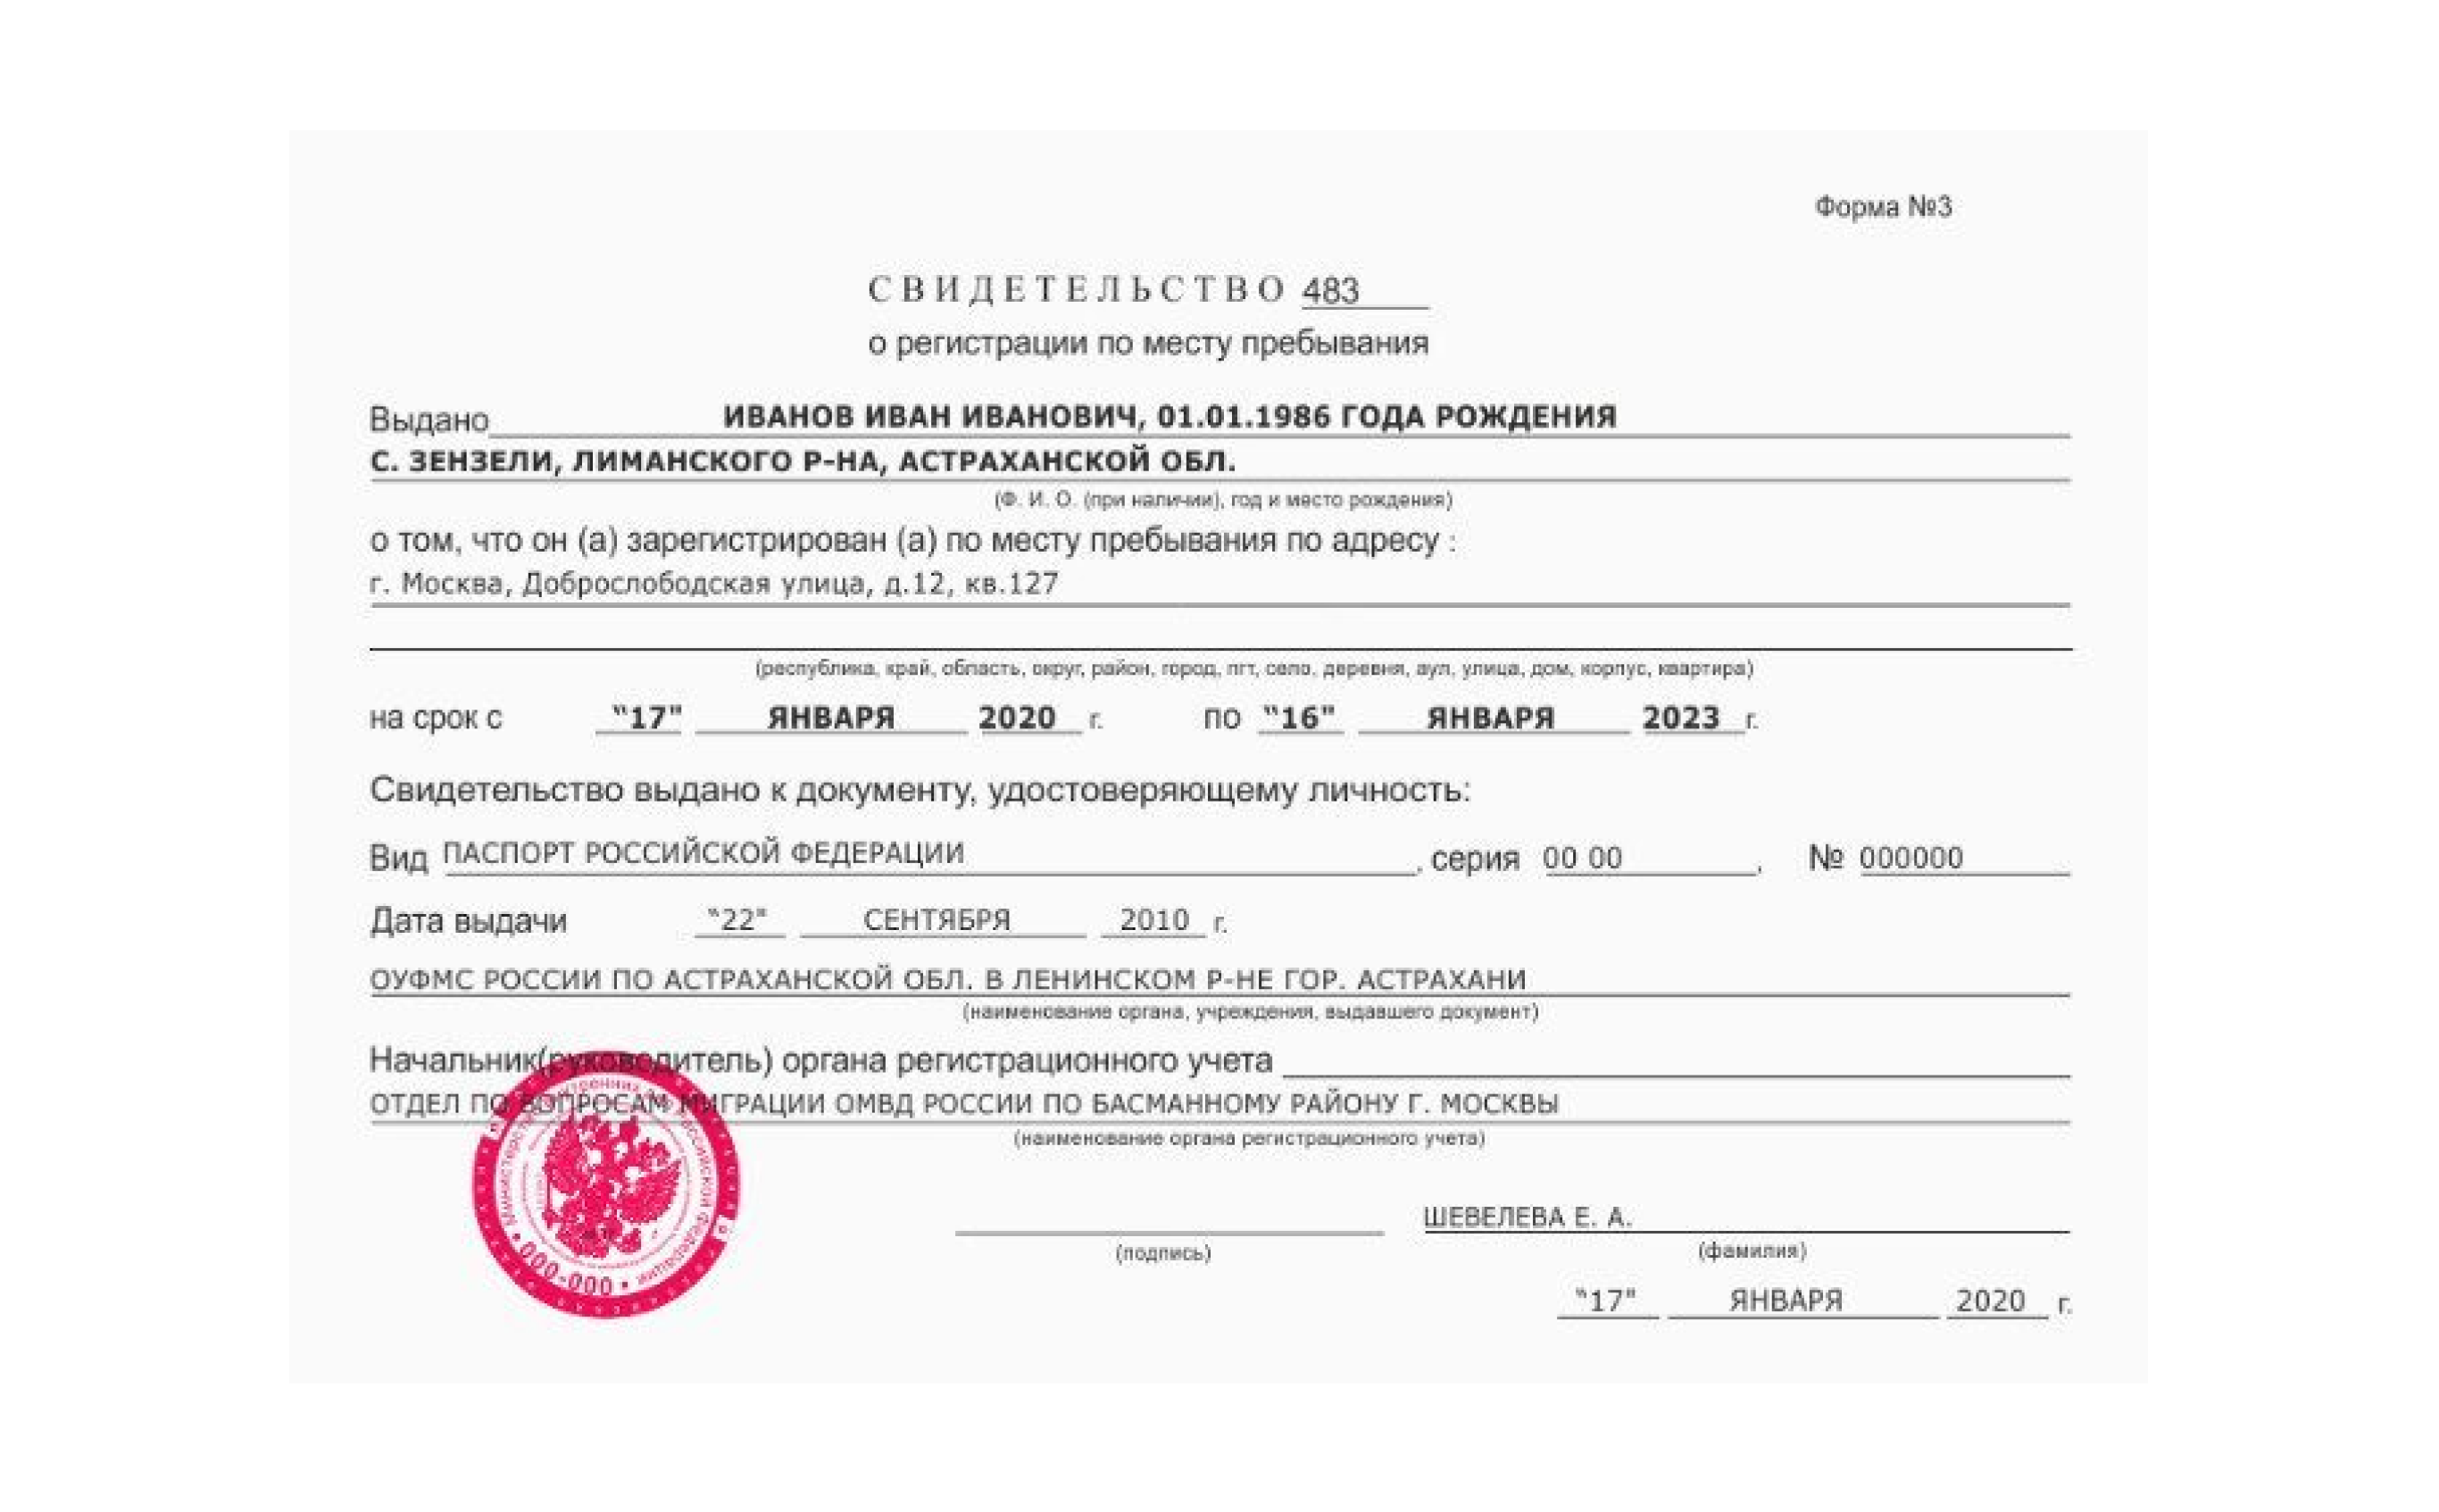 Форма №3
СВИДЕТЕЛЬСТВО 483
о регистрации по месту пребывания
Выдано ИВАНОВ ИВАН ИВАНОВИЧ, 01.01.1986 ГОДА РОЖДЕНИЯ
С. ЗЕНЗЕЛИ, ЛИМАНСКОГО Р-НА, АСТРАХАНСКОЙ ОБЛ.
(Ф. И. О. (при наличии), год и место рождения)
о том, что он (а) зарегистрирован (а) по месту пребывания по адресу :
г. Москва, Доброслободская улица, д.12, кв.127
(республика, край, область, округ, район, город, пгт, село, деревня, аул, улица, дом, корпус, квартира)
на срок с "17" ЯНВАРЯ 2020 г. по "16" ЯНВАРЯ 2023 г.
Свидетельство выдано к документу, удостоверяющему личность:
Вид ПАСПОРТ РОССИЙСКОЙ ФЕДЕРАЦИИ, серия 00 00, № 000000
Дата выдачи "22" СЕНТЯБРЯ 2010 г.
ОУФМС РОССИИ ПО АСТРАХАНСКОЙ ОБЛ. В ЛЕНИНСКОМ Р-НЕ ГОР. АСТРАХАНИ
(наименование органа, учреждения, выдавшего документ)
Начальник(руководитель) органа регистрационного учета
ОТДЕЛ ПО ВОПРОСАМ МИГРАЦИИ ОМВД РОССИИ ПО БАСМАННОМУ РАЙОНУ Г. МОСКВЫ
(наименование органа регистрационного учета)
Министерство внутренних дел Российской Федерации
• 000-000 •
ШЕВЕЛЕВА Е. А.
(подпись) (фамилия)
"17" ЯНВАРЯ 2020 г.